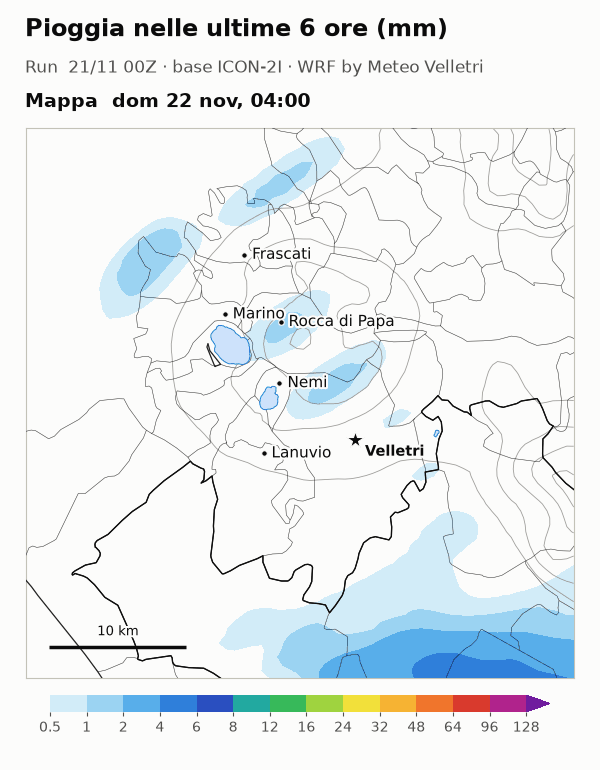 Pioggia nelle ultime 6 ore (mm)
Run  21/11 00Z · base ICON-2I · WRF by Meteo Velletri
Mappa  dom 22 nov, 04:00
Frascati
Marino
Rocca di Papa
Nemi
Velletri
Lanuvio
10 km
0.5 1 2 4 6 8 12 16 24 32 48 64 96 128